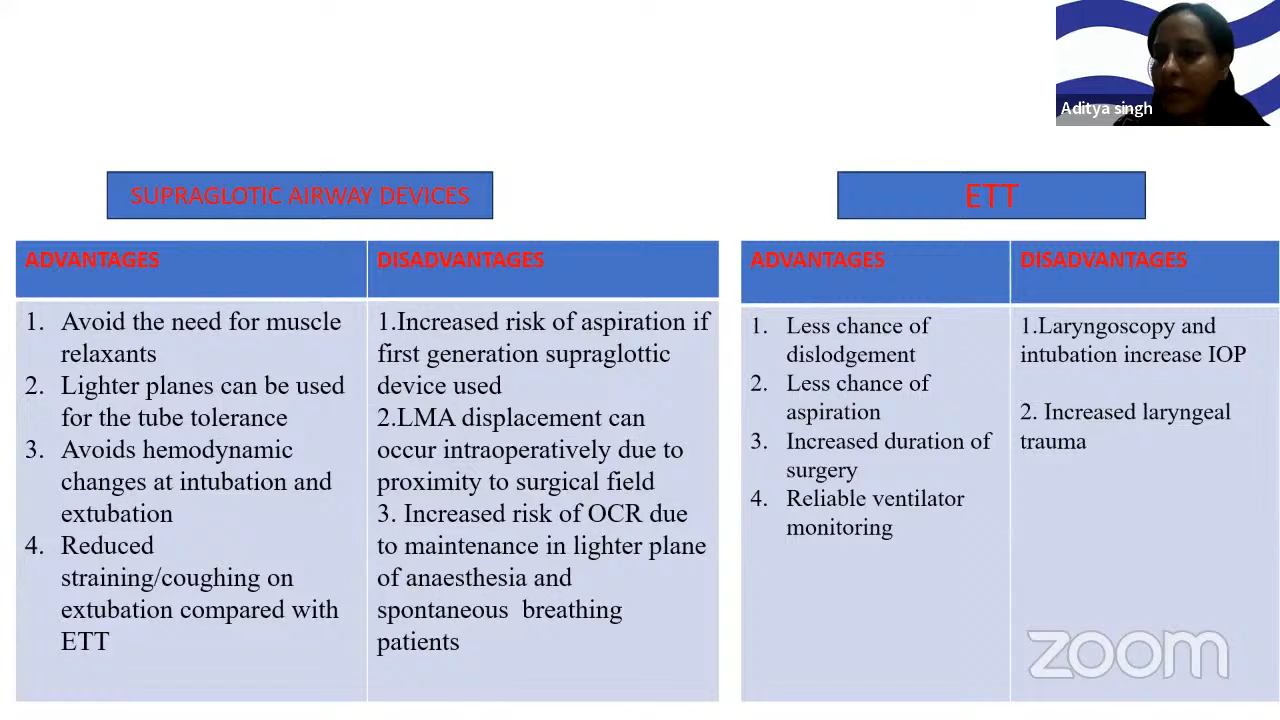 Aditya singh
SUPRAGLOTIC AIRWAY DEVICES
ADVANTAGES
DISADVANTAGES
1. Avoid the need for muscle
relaxants
2. Lighter planes can be used
for the tube tolerance
3. Avoids hemodynamic
changes at intubation and
extubation
4. Reduced
straining/coughing on
extubation compared with
ETT
1.Increased risk of aspiration if
first generation supraglottic
device used
2.LMA displacement can
occur intraoperatively due to
proximity to surgical field
3. Increased risk of OCR due
to maintenance in lighter plane
of anaesthesia and
spontaneous breathing
patients
ETT
ADVANTAGES
DISADVANTAGES
1. Less chance of
dislodgement
2. Less chance of
aspiration
3. Increased duration of
surgery
4. Reliable ventilator
monitoring
1.Laryngoscopy and
intubation increase IOP
2. Increased laryngeal
trauma
zoom